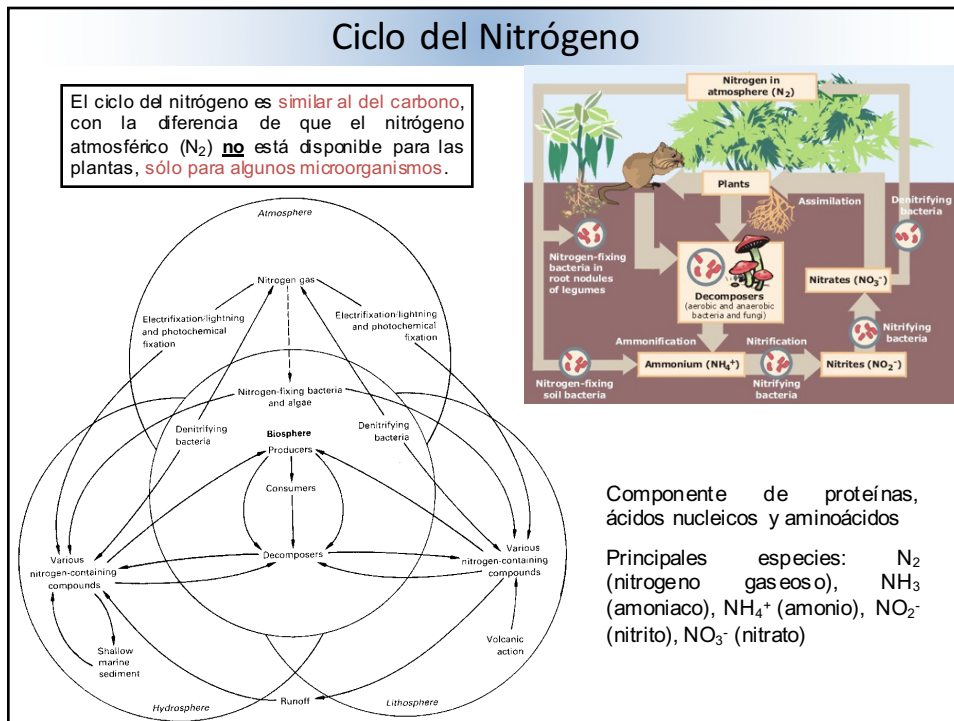 Ciclo del Nitrógeno
El ciclo del nitrógeno es similar al del carbono,
con la diferencia de que el nitrógeno
atmosférico (N₂) no está disponible para las
plantas, sólo para algunos microorganismos.
Nitrogen in
atmosphere (N₂)
Plants
Assimilation
Denitrifying
bacteria
Nitrogen-fixing
bacteria in
root nodules
of legumes
Decomposers
(aerobic and anaerobic
bacteria and fungi)
Nitrates (NO₃⁻)
Nitrifying
bacteria
Ammonification
Nitrification
Ammonium (NH₄⁺)
Nitrites (NO₂⁻)
Nitrogen-fixing
soil bacteria
Nitrifying
bacteria
Atmosphere
Nitrogen gas
Electrifixation/lightning
and photochemical
fixation
Electrifixation/lightning
and photochemical
fixation
Nitrogen-fixing bacteria
and algae
Denitrifying
bacteria
Denitrifying
bacteria
Biosphere
Producers
Consumers
Decomposers
Various
nitrogen-containing
compounds
Various
nitrogen-containing
compounds
Shallow
marine
sediment
Volcanic
action
Runoff
Hydrosphere
Lithosphere
Componente de proteínas,
ácidos nucleicos y aminoácidos
Principales especies: N₂
(nitrogeno gaseoso), NH₃
(amoniaco), NH₄⁺ (amonio), NO₂⁻
(nitrito), NO₃⁻ (nitrato)